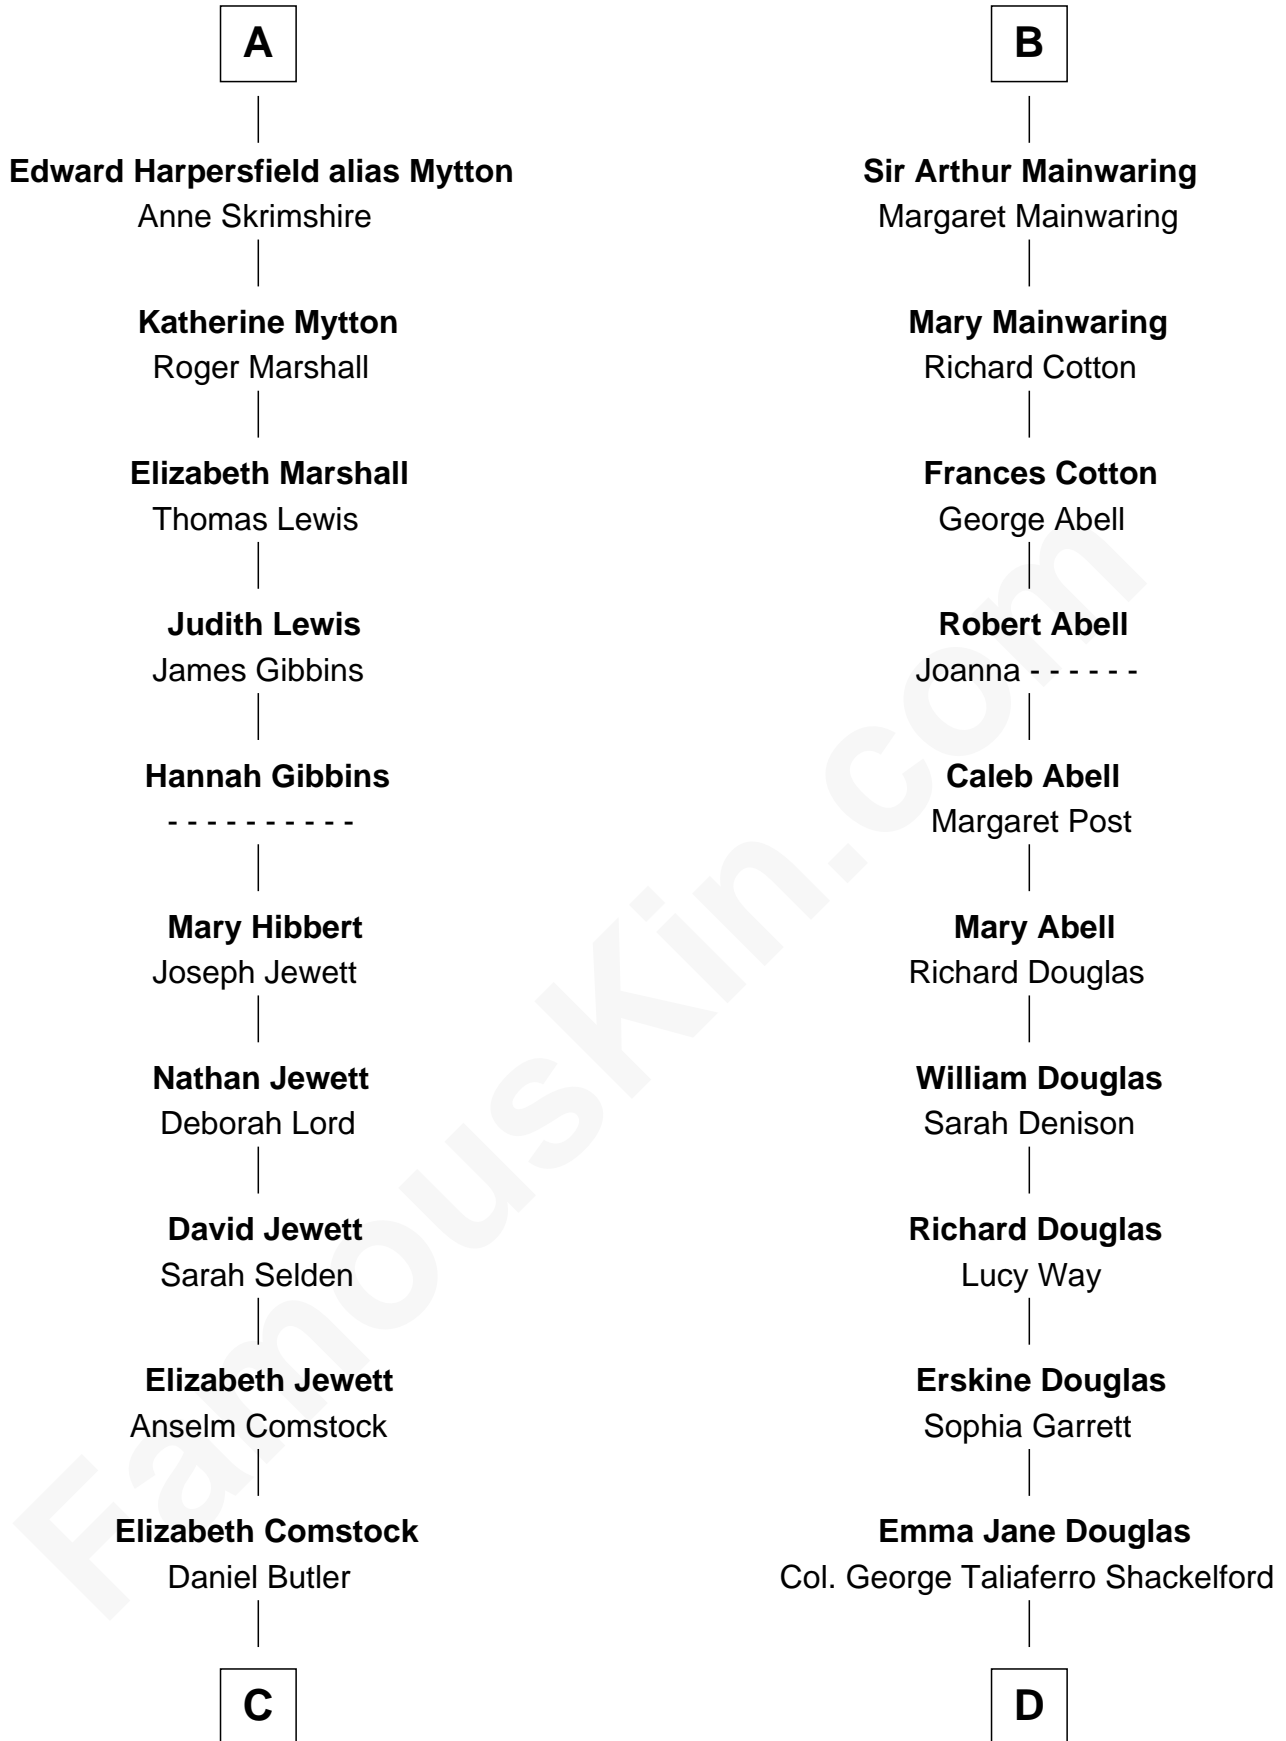 A
Edward Harpersfield alias Mytton
Anne Skrimshire
Katherine Mytton
Roger Marshall
Elizabeth Marshall
Thomas Lewis
Judith Lewis
James Gibbins
Hannah Gibbins
- - - - - - - - - -
Mary Hibbert
Joseph Jewett
Nathan Jewett
Deborah Lord
David Jewett
Sarah Selden
Elizabeth Jewett
Anselm Comstock
Elizabeth Comstock
Daniel Butler
C
B
Sir Arthur Mainwaring
Margaret Mainwaring
Mary Mainwaring
Richard Cotton
Frances Cotton
George Abell
Robert Abell
Joanna - - - - - -
Caleb Abell
Margaret Post
Mary Abell
Richard Douglas
William Douglas
Sarah Denison
Richard Douglas
Lucy Way
Erskine Douglas
Sophia Garrett
Emma Jane Douglas
Col. George Taliaferro Shackelford
D
FamousKin.com